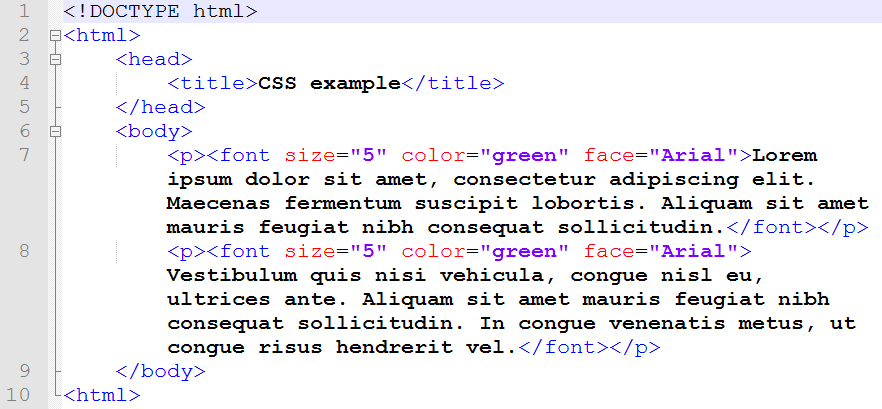 1 <!DOCTYPE html>
2 <html>
3 <head>
4 <title>CSS example</title>
5 </head>
6 <body>
7 <p><font size="5" color="green" face="Arial">Lorem
ipsum dolor sit amet, consectetur adipiscing elit.
Maecenas fermentum suscipit lobortis. Aliquam sit amet
mauris feugiat nibh consequat sollicitudin.</font></p>
8 <p><font size="5" color="green" face="Arial">
Vestibulum quis nisi vehicula, congue nisl eu,
ultrices ante. Aliquam sit amet mauris feugiat nibh
consequat sollicitudin. In congue venenatis metus, ut
congue risus hendrerit vel.</font></p>
9 </body>
10 <html>